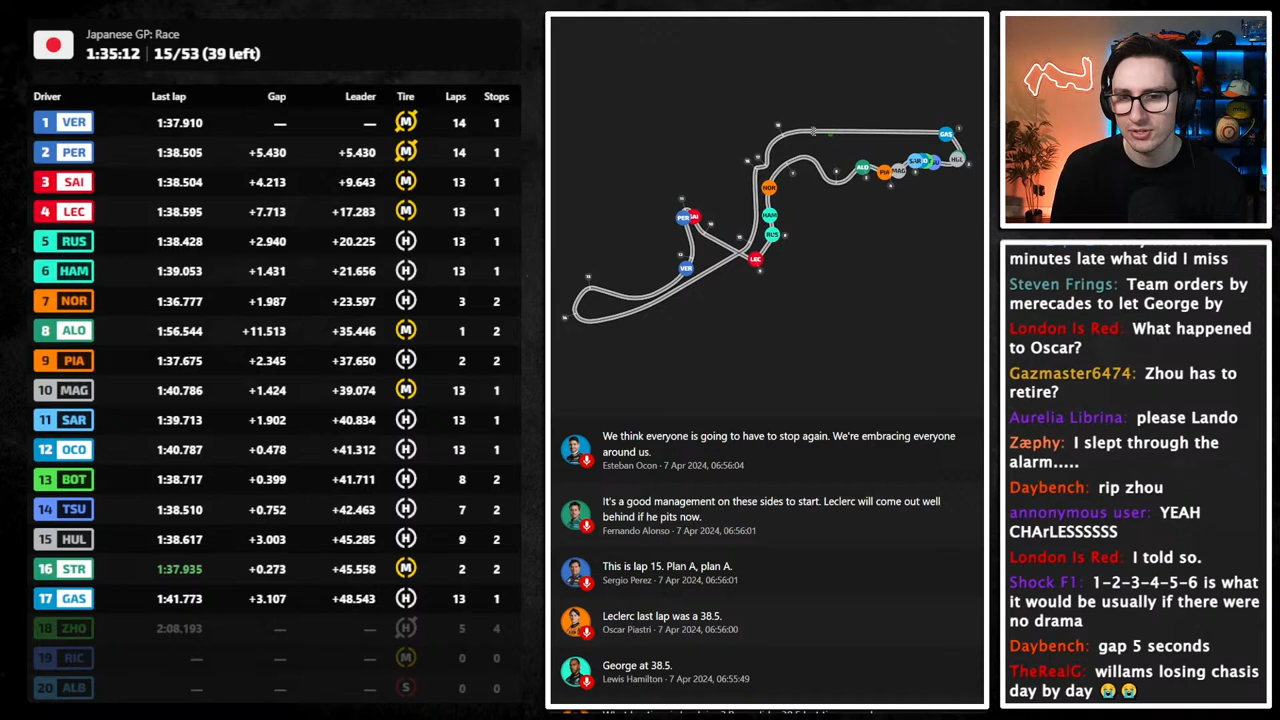 Japanese GP: Race
1:35:12 15/53 (39 left)
Driver Last lap Gap Leader Tire Laps Stops
1 VER 1:37.910 — — M 14 1
2 PER 1:38.505 +5.430 +5.430 M 14 1
3 SAI 1:38.504 +4.213 +9.643 M 13 1
4 LEC 1:38.595 +7.713 +17.283 M 13 1
5 RUS 1:38.428 +2.940 +20.225 H 13 1
6 HAM 1:39.053 +1.431 +21.656 H 13 1
7 NOR 1:36.777 +1.987 +23.597 H 3 2
8 ALO 1:56.544 +11.513 +35.446 M 1 2
9 PIA 1:37.675 +2.345 +37.650 H 2 2
10 MAG 1:40.786 +1.424 +39.074 M 13 1
11 SAR 1:39.713 +1.902 +40.834 H 13 1
12 OCO 1:40.787 +0.478 +41.312 H 13 1
13 BOT 1:38.717 +0.399 +41.711 H 8 2
14 TSU 1:38.510 +0.752 +42.463 H 7 2
15 HUL 1:38.617 +3.003 +45.285 H 9 2
16 STR 1:37.935 +0.273 +45.558 M 2 2
17 GAS 1:41.773 +3.107 +48.543 H 13 1
18 ZHO 2:08.193 — — H 5 4
19 RIC — — — M 0 0
20 ALB — — — S 0 0
GAS
HUL
ALO PIA MAG SAR
NOR
HAM
PER SAI
RUS
LEC
VER
We think everyone is going to have to stop again. We're embracing everyone
around us.
Esteban Ocon · 7 Apr 2024, 06:56:04
It's a good management on these sides to start. Leclerc will come out well
behind if he pits now.
Fernando Alonso · 7 Apr 2024, 06:56:01
This is lap 15. Plan A, plan A.
Sergio Perez · 7 Apr 2024, 06:56:01
Leclerc last lap was a 38.5.
Oscar Piastri · 7 Apr 2024, 06:56:00
George at 38.5.
Lewis Hamilton · 7 Apr 2024, 06:55:49
minutes late what did I miss
Steven Frings: Team orders by
merecades to let George by
London Is Red: What happened
to Oscar?
Gazmaster6474: Zhou has to
retire?
Aurelia Librina: please Lando
Zæphy: I slept through the
alarm.....
Daybench: rip zhou
annonymous user: YEAH
CHArLESSSSSS
London Is Red: I told so.
Shock F1: 1-2-3-4-5-6 is what
it would be usually if there were
no drama
Daybench: gap 5 seconds
TheRealG: willams losing chasis
day by day 😭😭